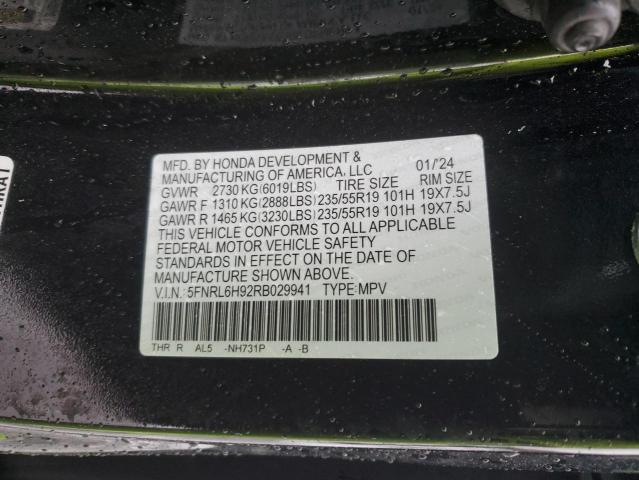 MFD. BY HONDA DEVELOPMENT &
MANUFACTURING OF AMERICA, LLC 01/'24
GVWR 2730 KG(6019LBS) TIRE SIZE RIM SIZE
GAWR F 1310 KG(2888LBS) 235/55R19 101H 19X7.5J
GAWR R 1465 KG(3230LBS) 235/55R19 101H 19X7.5J
THIS VEHICLE CONFORMS TO ALL APPLICABLE
FEDERAL MOTOR VEHICLE SAFETY
STANDARDS IN EFFECT ON THE DATE OF
MANUFACTURE SHOWN ABOVE.
V.I.N.: 5FNRL6H92RB029941 TYPE:MPV
THR R AL5 -NH731P -A -B